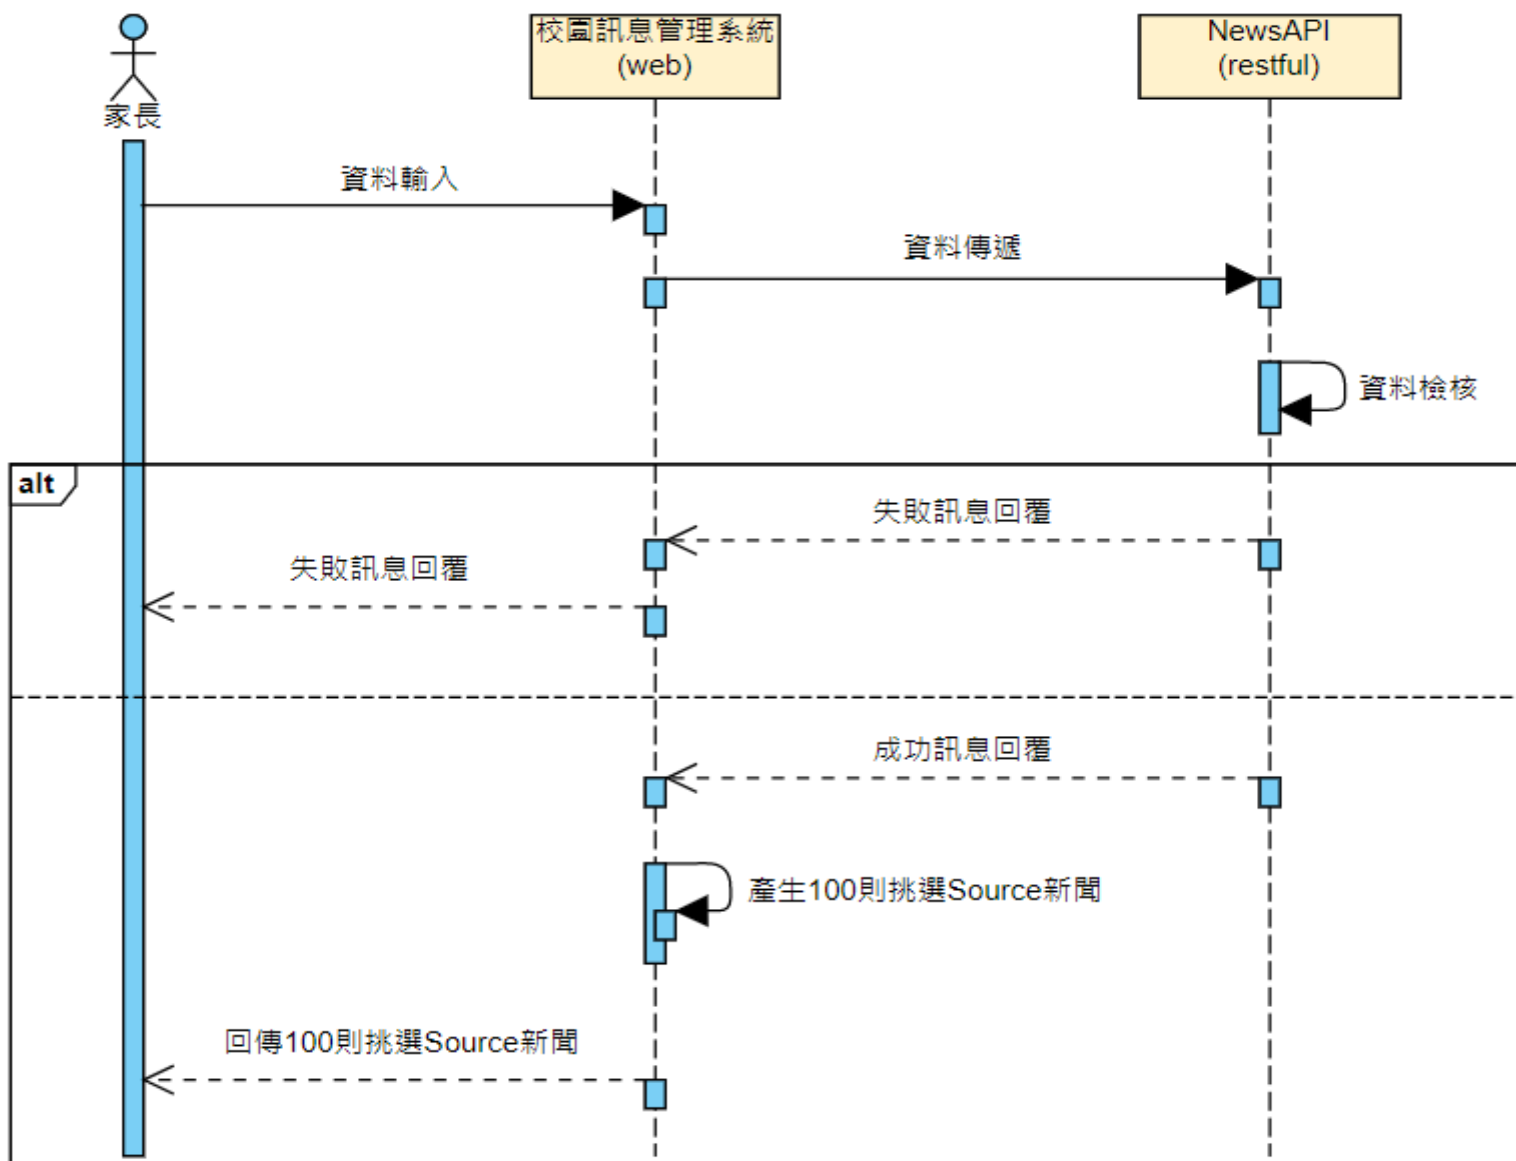 校園訊息管理系統
(web)
NewsAPI
(restful)
家長
資料輸入
資料傳遞
資料檢核
alt
失敗訊息回覆
失敗訊息回覆
成功訊息回覆
產生100則挑選Source新聞
回傳100則挑選Source新聞